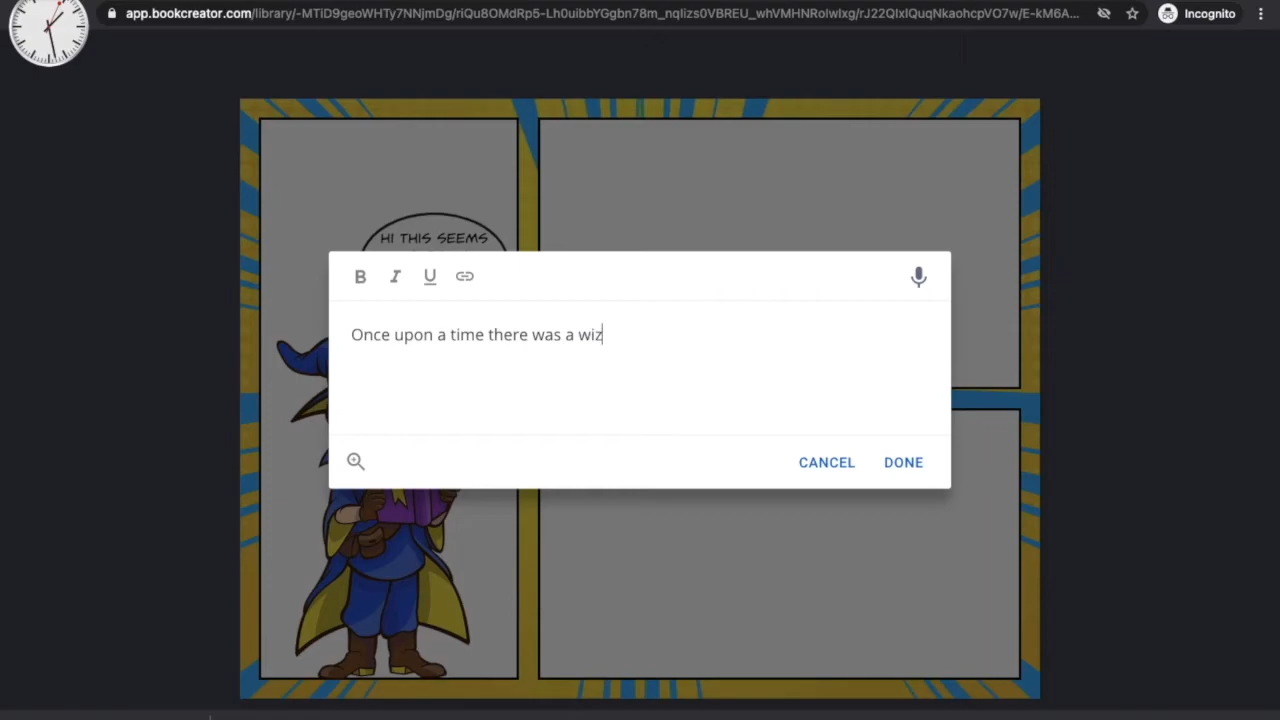 app.bookcreator.com/library/-MTiD9geoWHTy7NNjmDg/riQu8OMdRp5-Lh0uibbYGgbn78m_nqlizs0VBREU_whVMHNRolwlxg/rJ22QlxlQuqNkaohcpVO7w/E-kM6A...
Incognito
HI THIS SEEMS
B I U
Once upon a time there was a wiz
CANCEL DONE